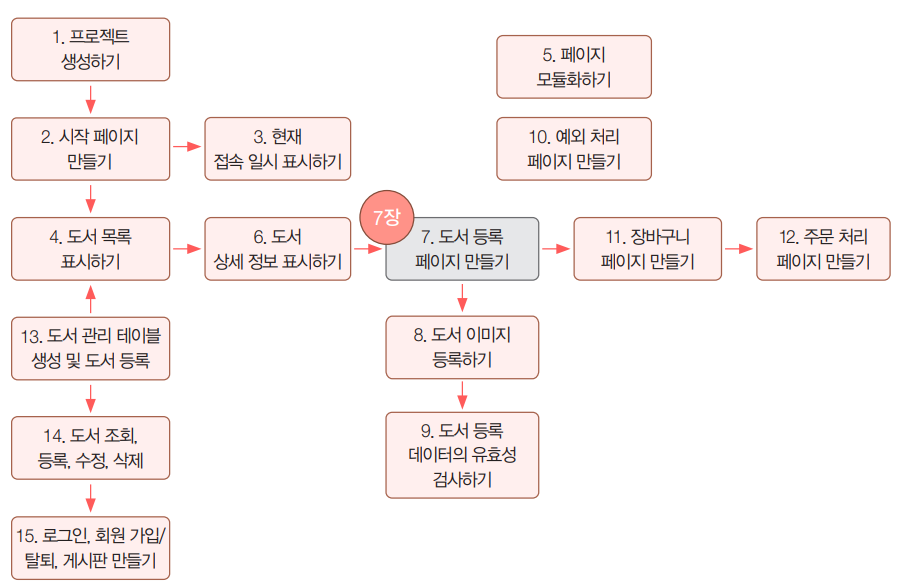 1. 프로젝트
생성하기
5. 페이지
모듈화하기
2. 시작 페이지
만들기
3. 현재
접속 일시 표시하기
10. 예외 처리
페이지 만들기
4. 도서 목록
표시하기
6. 도서
상세 정보 표시하기
7장
7. 도서 등록
페이지 만들기
11. 장바구니
페이지 만들기
12. 주문 처리
페이지 만들기
13. 도서 관리 테이블
생성 및 도서 등록
8. 도서 이미지
등록하기
14. 도서 조회,
등록, 수정, 삭제
9. 도서 등록
데이터의 유효성
검사하기
15. 로그인, 회원 가입/
탈퇴, 게시판 만들기